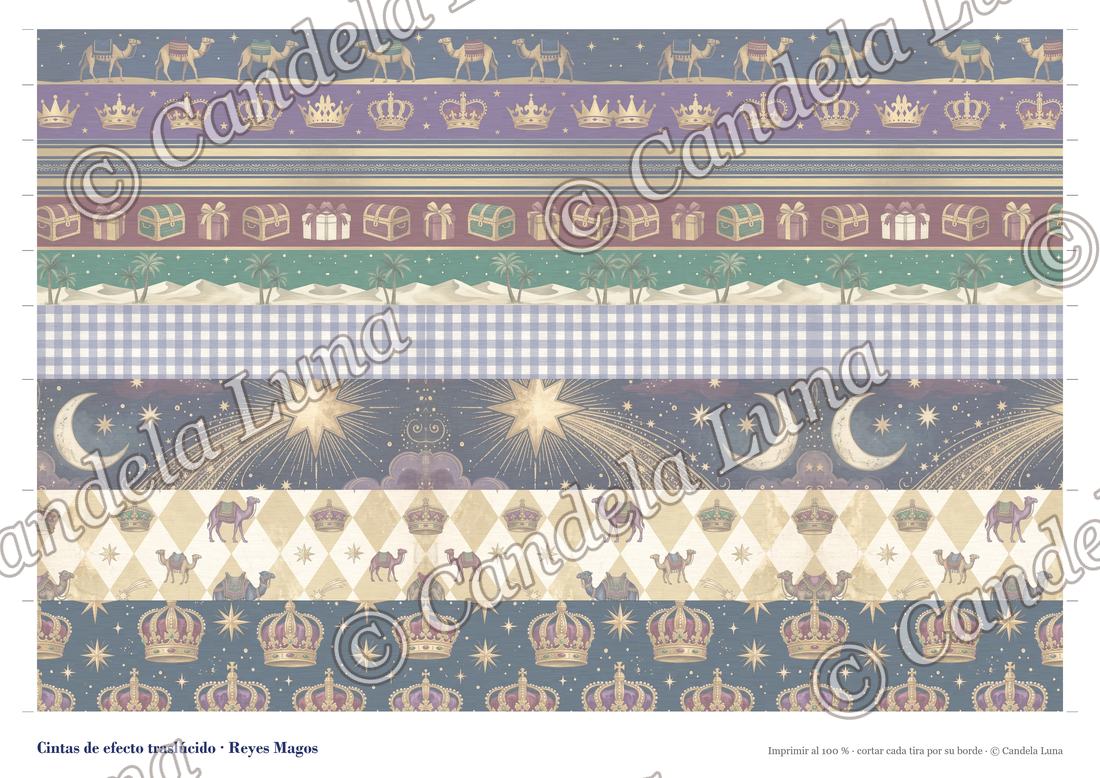 © Candela Luna
© Candela Luna
©
Candela Luna
© Candela Luna
© Candela
Cintas de efecto traslúcido · Reyes Magos
Imprimir al 100 % · cortar cada tira por su borde · © Candela Luna